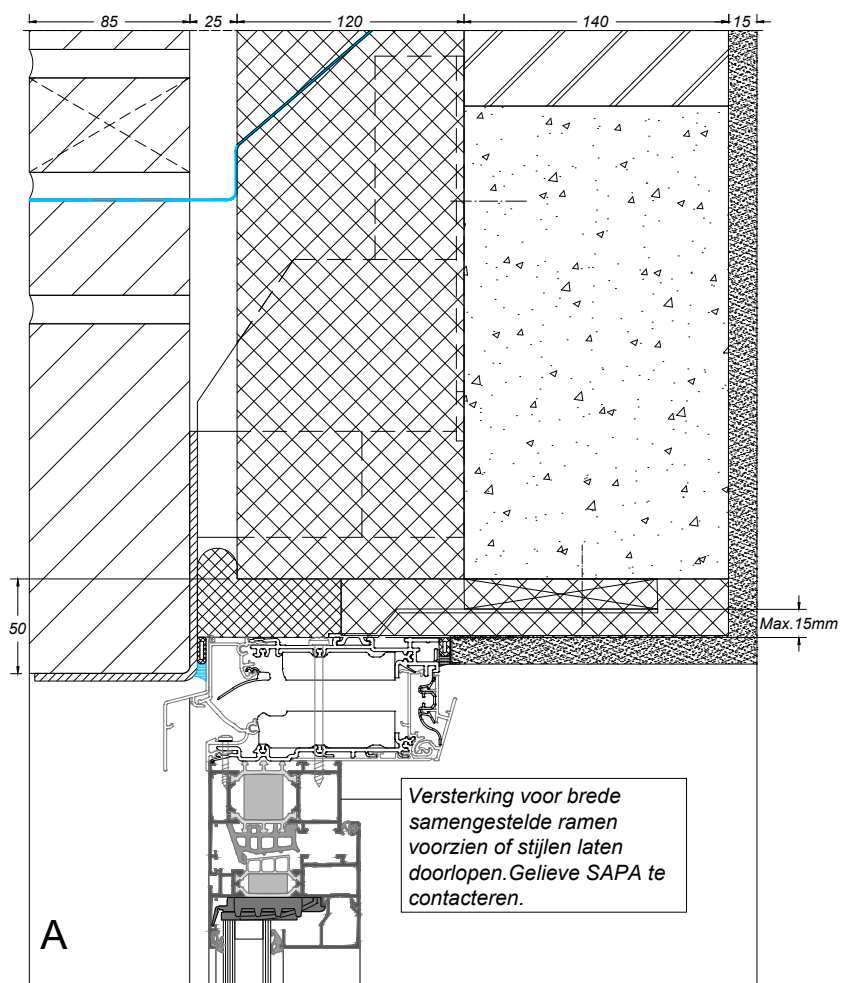 85 25 120 140 15
50
Max.15mm
Versterking voor brede
samengestelde ramen
voorzien of stijlen laten
doorlopen.Gelieve SAPA te
contacteren.
A